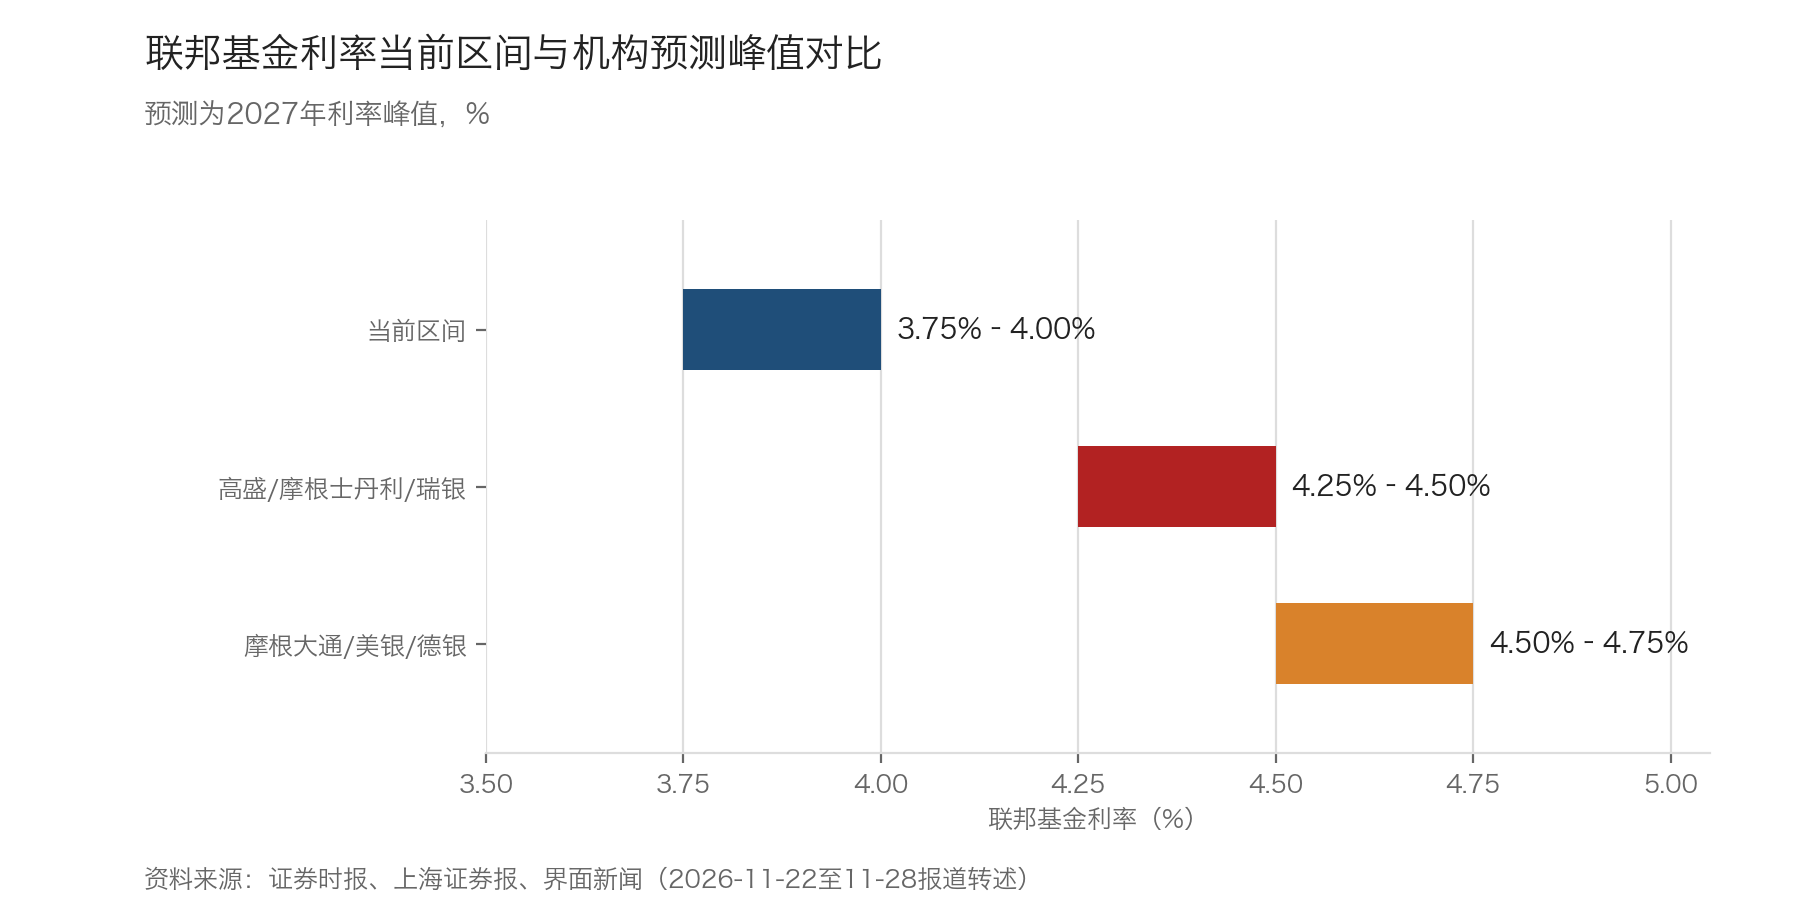 联邦基金利率当前区间与机构预测峰值对比
预测为2027年利率峰值，%
当前区间
3.75% - 4.00%
高盛/摩根士丹利/瑞银
4.25% - 4.50%
摩根大通/美银/德银
4.50% - 4.75%
3.50 3.75 4.00 4.25 4.50 4.75 5.00
联邦基金利率（%）
资料来源：证券时报、上海证券报、界面新闻（2026-11-22至11-28报道转述）